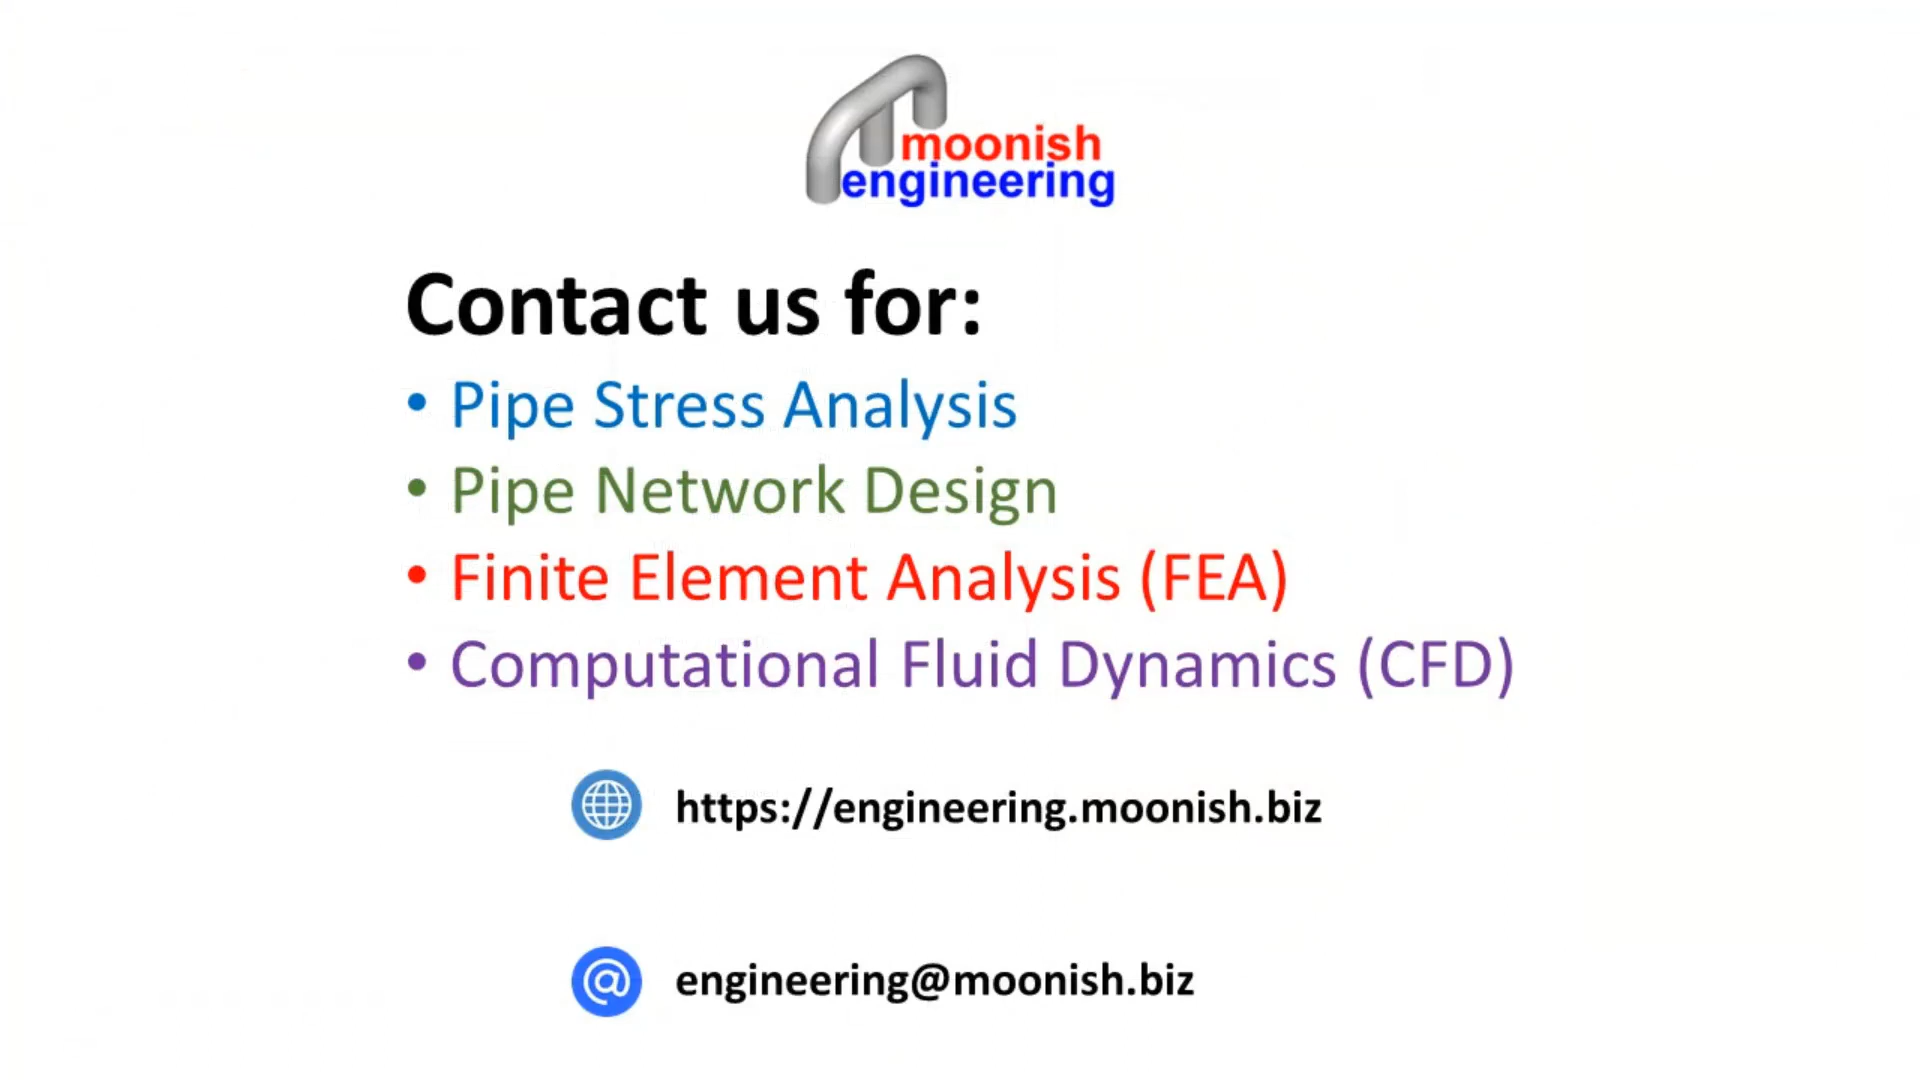 moonish
engineering
Contact us for:
• Pipe Stress Analysis
• Pipe Network Design
• Finite Element Analysis (FEA)
• Computational Fluid Dynamics (CFD)
https://engineering.moonish.biz
@ engineering@moonish.biz